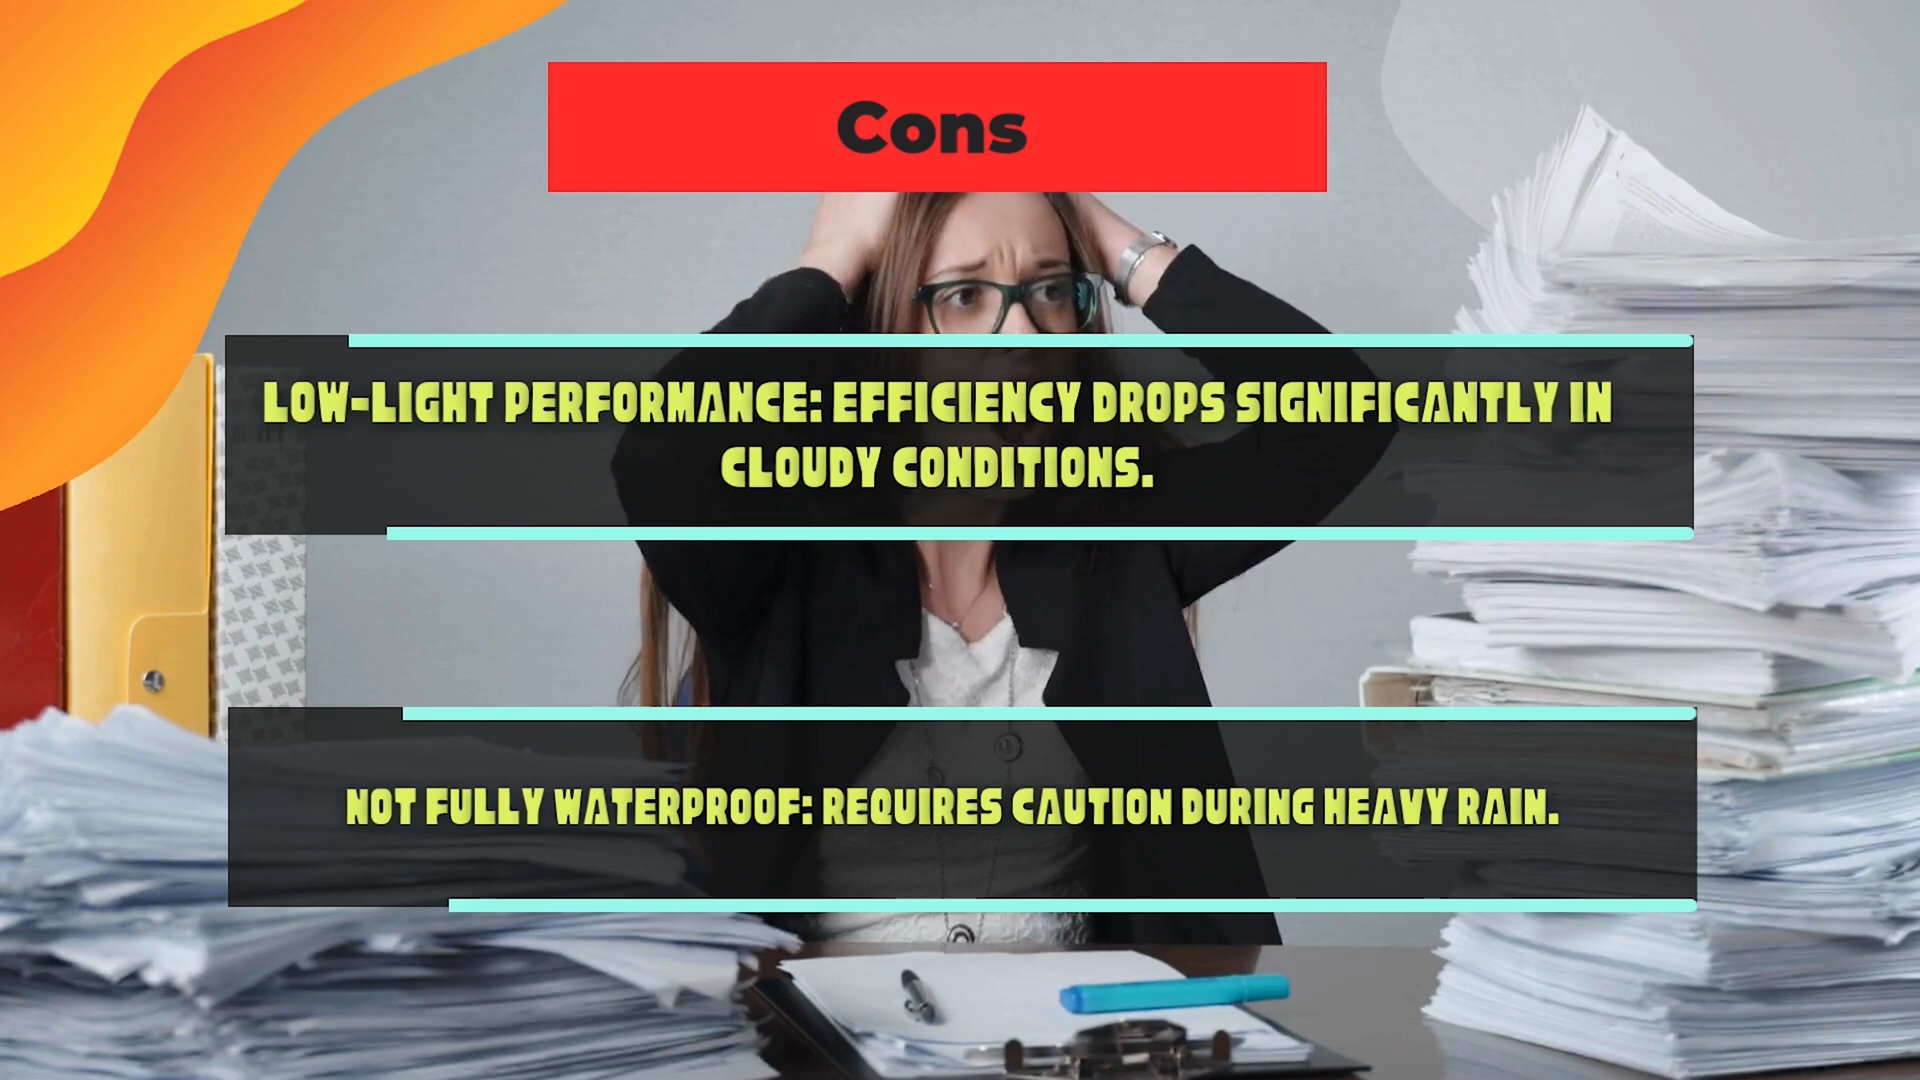 Cons
LOW-LIGHT PERFORMANCE: EFFICIENCY DROPS SIGNIFICANTLY IN
CLOUDY CONDITIONS.
NOT FULLY WATERPROOF: REQUIRES CAUTION DURING HEAVY RAIN.